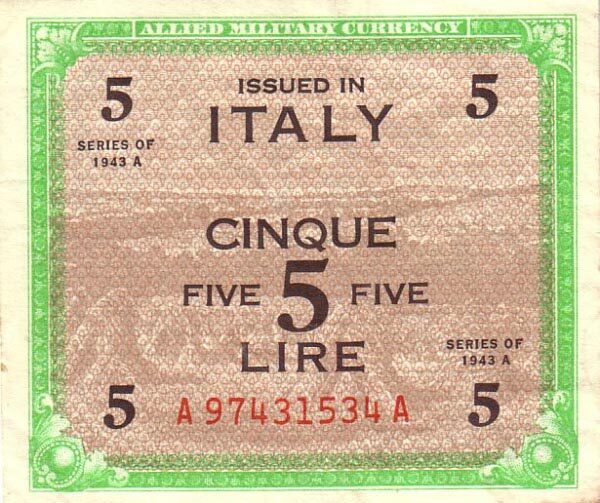 ALLIED MILITARY CURRENCY
5 ISSUED IN 5
ITALY
SERIES OF
1943 A
CINQUE
FIVE 5 FIVE
LIRE
SERIES OF
1943 A
5 A97431534A 5